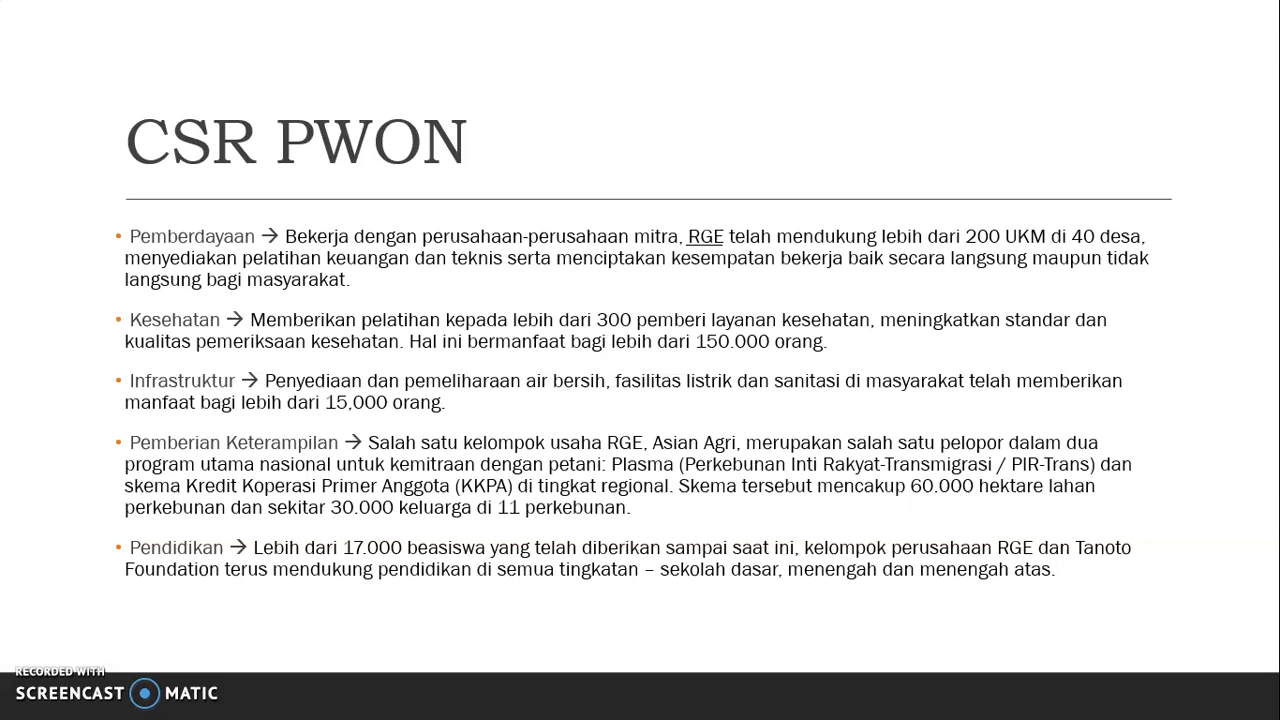 CSR PWON
• Pemberdayaan → Bekerja dengan perusahaan-perusahaan mitra, RGE telah mendukung lebih dari 200 UKM di 40 desa,
menyediakan pelatihan keuangan dan teknis serta menciptakan kesempatan bekerja baik secara langsung maupun tidak
langsung bagi masyarakat.
• Kesehatan → Memberikan pelatihan kepada lebih dari 300 pemberi layanan kesehatan, meningkatkan standar dan
kualitas pemeriksaan kesehatan. Hal ini bermanfaat bagi lebih dari 150.000 orang.
• Infrastruktur → Penyediaan dan pemeliharaan air bersih, fasilitas listrik dan sanitasi di masyarakat telah memberikan
manfaat bagi lebih dari 15,000 orang.
• Pemberian Keterampilan → Salah satu kelompok usaha RGE, Asian Agri, merupakan salah satu pelopor dalam dua
program utama nasional untuk kemitraan dengan petani: Plasma (Perkebunan Inti Rakyat-Transmigrasi / PIR-Trans) dan
skema Kredit Koperasi Primer Anggota (KKPA) di tingkat regional. Skema tersebut mencakup 60.000 hektare lahan
perkebunan dan sekitar 30.000 keluarga di 11 perkebunan.
• Pendidikan → Lebih dari 17.000 beasiswa yang telah diberikan sampai saat ini, kelompok perusahaan RGE dan Tanoto
Foundation terus mendukung pendidikan di semua tingkatan – sekolah dasar, menengah dan menengah atas.
RECORDED WITH
SCREENCAST MATIC